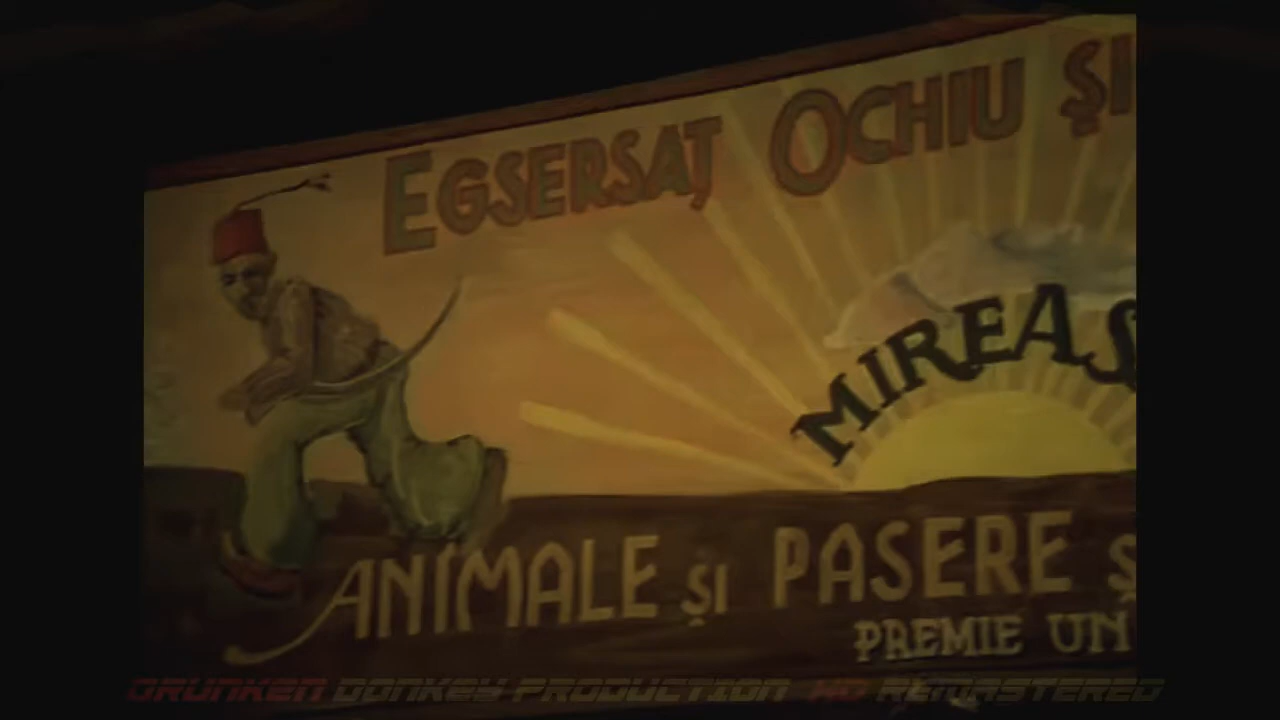 EGSERSAȚ OCHIU ȘI
MIREAS
ANIMALE ȘI PASERE Ș
PREMIE UN
DRUNKEN DONKEY PRODUCTION HD REMASTERED